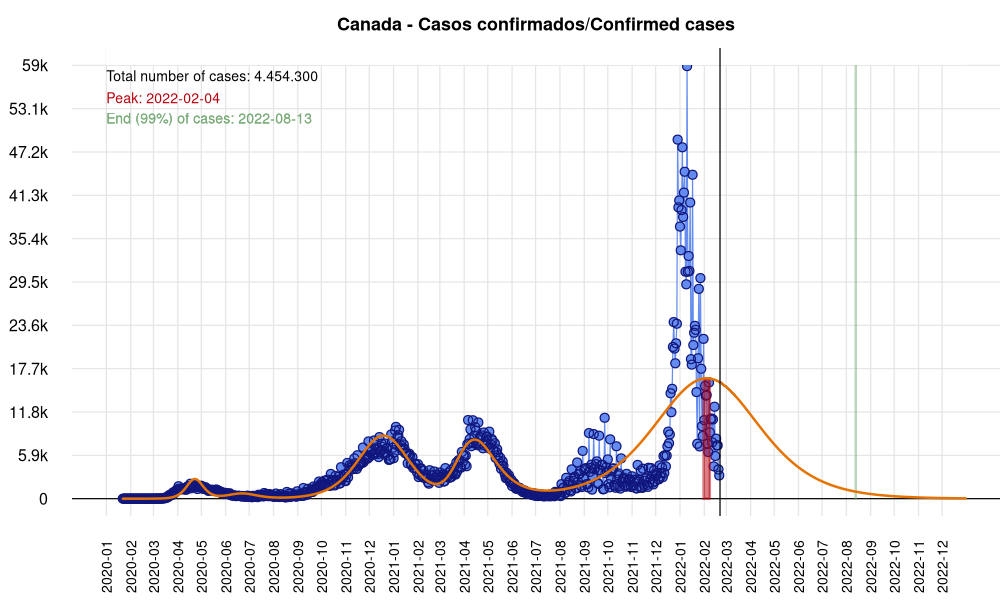 Canada - Casos confirmados/Confirmed cases
Total number of cases: 4.454.300
Peak: 2022-02-04
End (99%) of cases: 2022-08-13
59k
53.1k
47.2k
41.3k
35.4k
29.5k
23.6k
17.7k
11.8k
5.9k
0
2020-01
2020-02
2020-03
2020-04
2020-05
2020-06
2020-07
2020-08
2020-09
2020-10
2020-11
2020-12
2021-01
2021-02
2021-03
2021-04
2021-05
2021-06
2021-07
2021-08
2021-09
2021-10
2021-11
2021-12
2022-01
2022-02
2022-03
2022-04
2022-05
2022-06
2022-07
2022-08
2022-09
2022-10
2022-11
2022-12